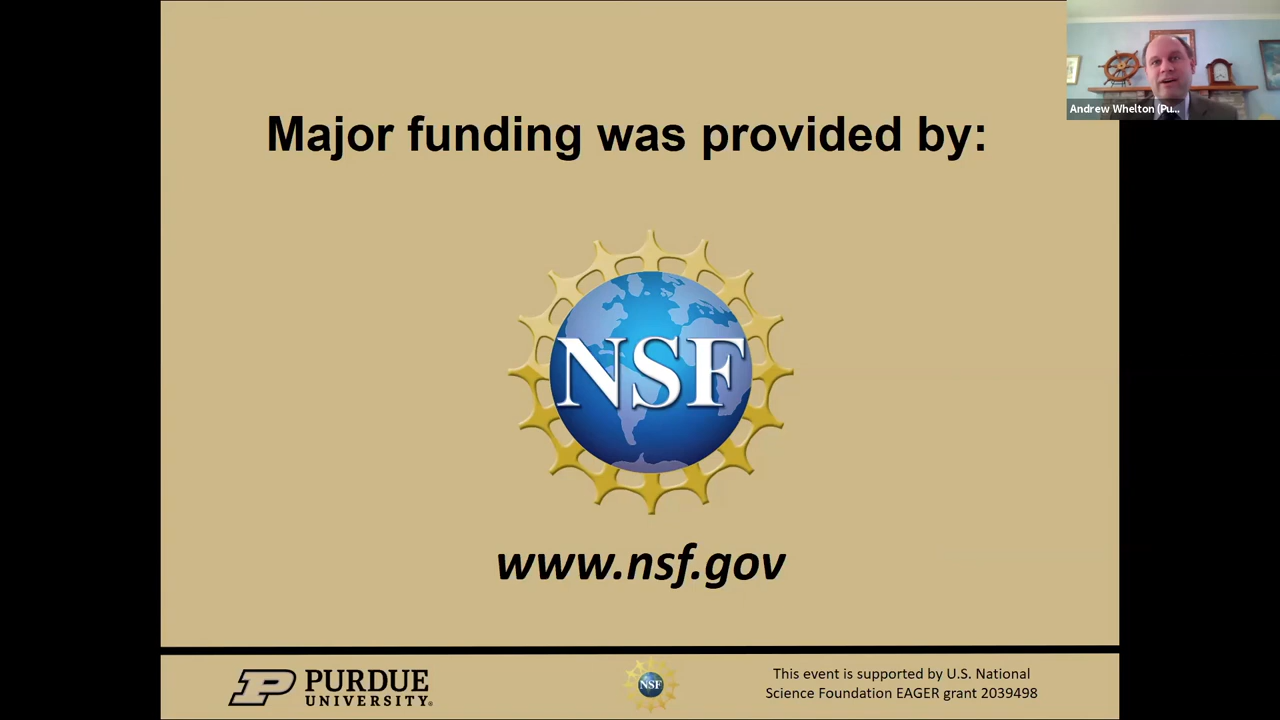 Major funding was provided by:
Andrew Whelton (Pu...
NSF
www.nsf.gov
PURDUE
UNIVERSITY®
NSF
This event is supported by U.S. National
Science Foundation EAGER grant 2039498